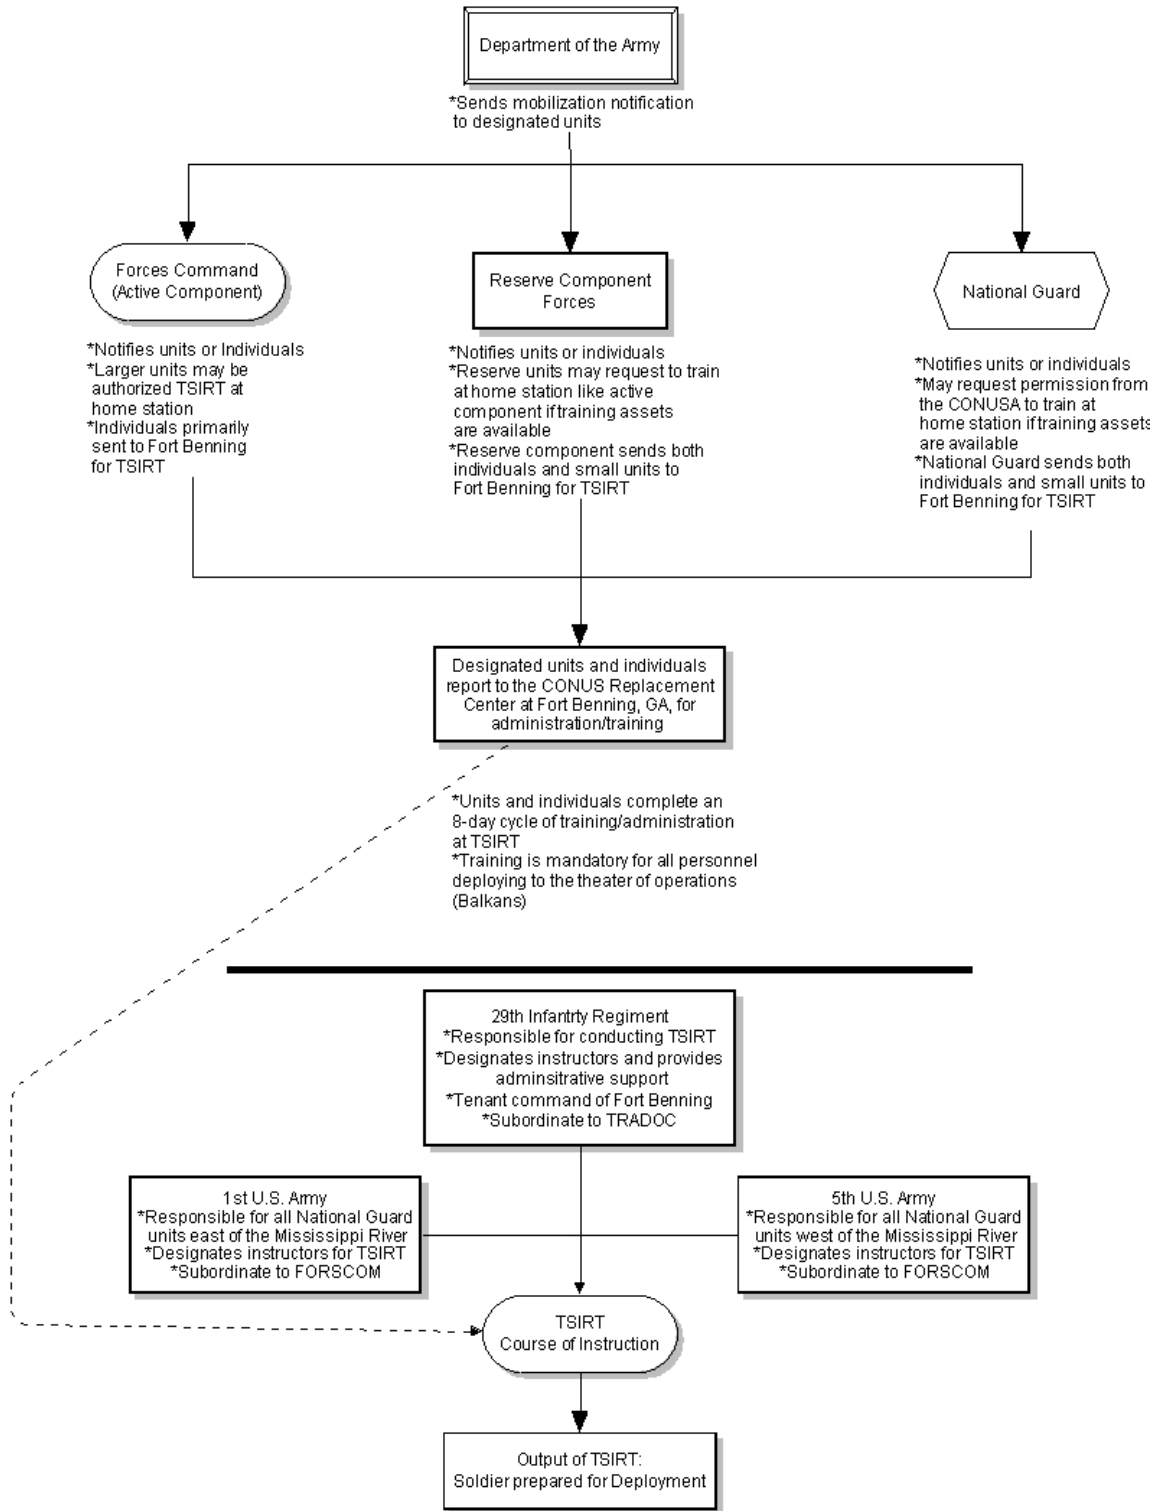 Department of the Army
*Sends mobilization notification
to designated units
Forces Command
(Active Component)
*Notifies units or Individuals
*Larger units may be
authorized TSIRT at
home station
*Individuals primarily
sent to Fort Benning
for TSIRT
Reserve Component
Forces
*Notifies units or individuals
*Reserve units may request to train
at home station like active
component if training assets
are available
*Reserve component sends both
individuals and small units to
Fort Benning for TSIRT
National Guard
*Notifies units or individuals
*May request permission from
the CONUSA to train at
home station if training assets
are available
*National Guard sends both
individuals and small units to
Fort Benning for TSIRT
Designated units and individuals
report to the CONUS Replacement
Center at Fort Benning, GA, for
administration/training
*Units and individuals complete an
8-day cycle of training/administration
at TSIRT
*Training is mandatory for all personnel
deploying to the theater of operations
(Balkans)
29th Infantrty Regiment
*Responsible for conducting TSIRT
*Designates instructors and provides
adminsitrative support
*Tenant command of Fort Benning
*Subordinate to TRADOC
1st U.S. Army
*Responsible for all National Guard
units east of the Mississippi River
*Designates instructors for TSIRT
*Subordinate to FORSCOM
5th U.S. Army
*Responsible for all National Guard
units west of the Mississippi River
*Designates instructors for TSIRT
*Subordinate to FORSCOM
TSIRT
Course of Instruction
Output of TSIRT:
Soldier prepared for Deployment